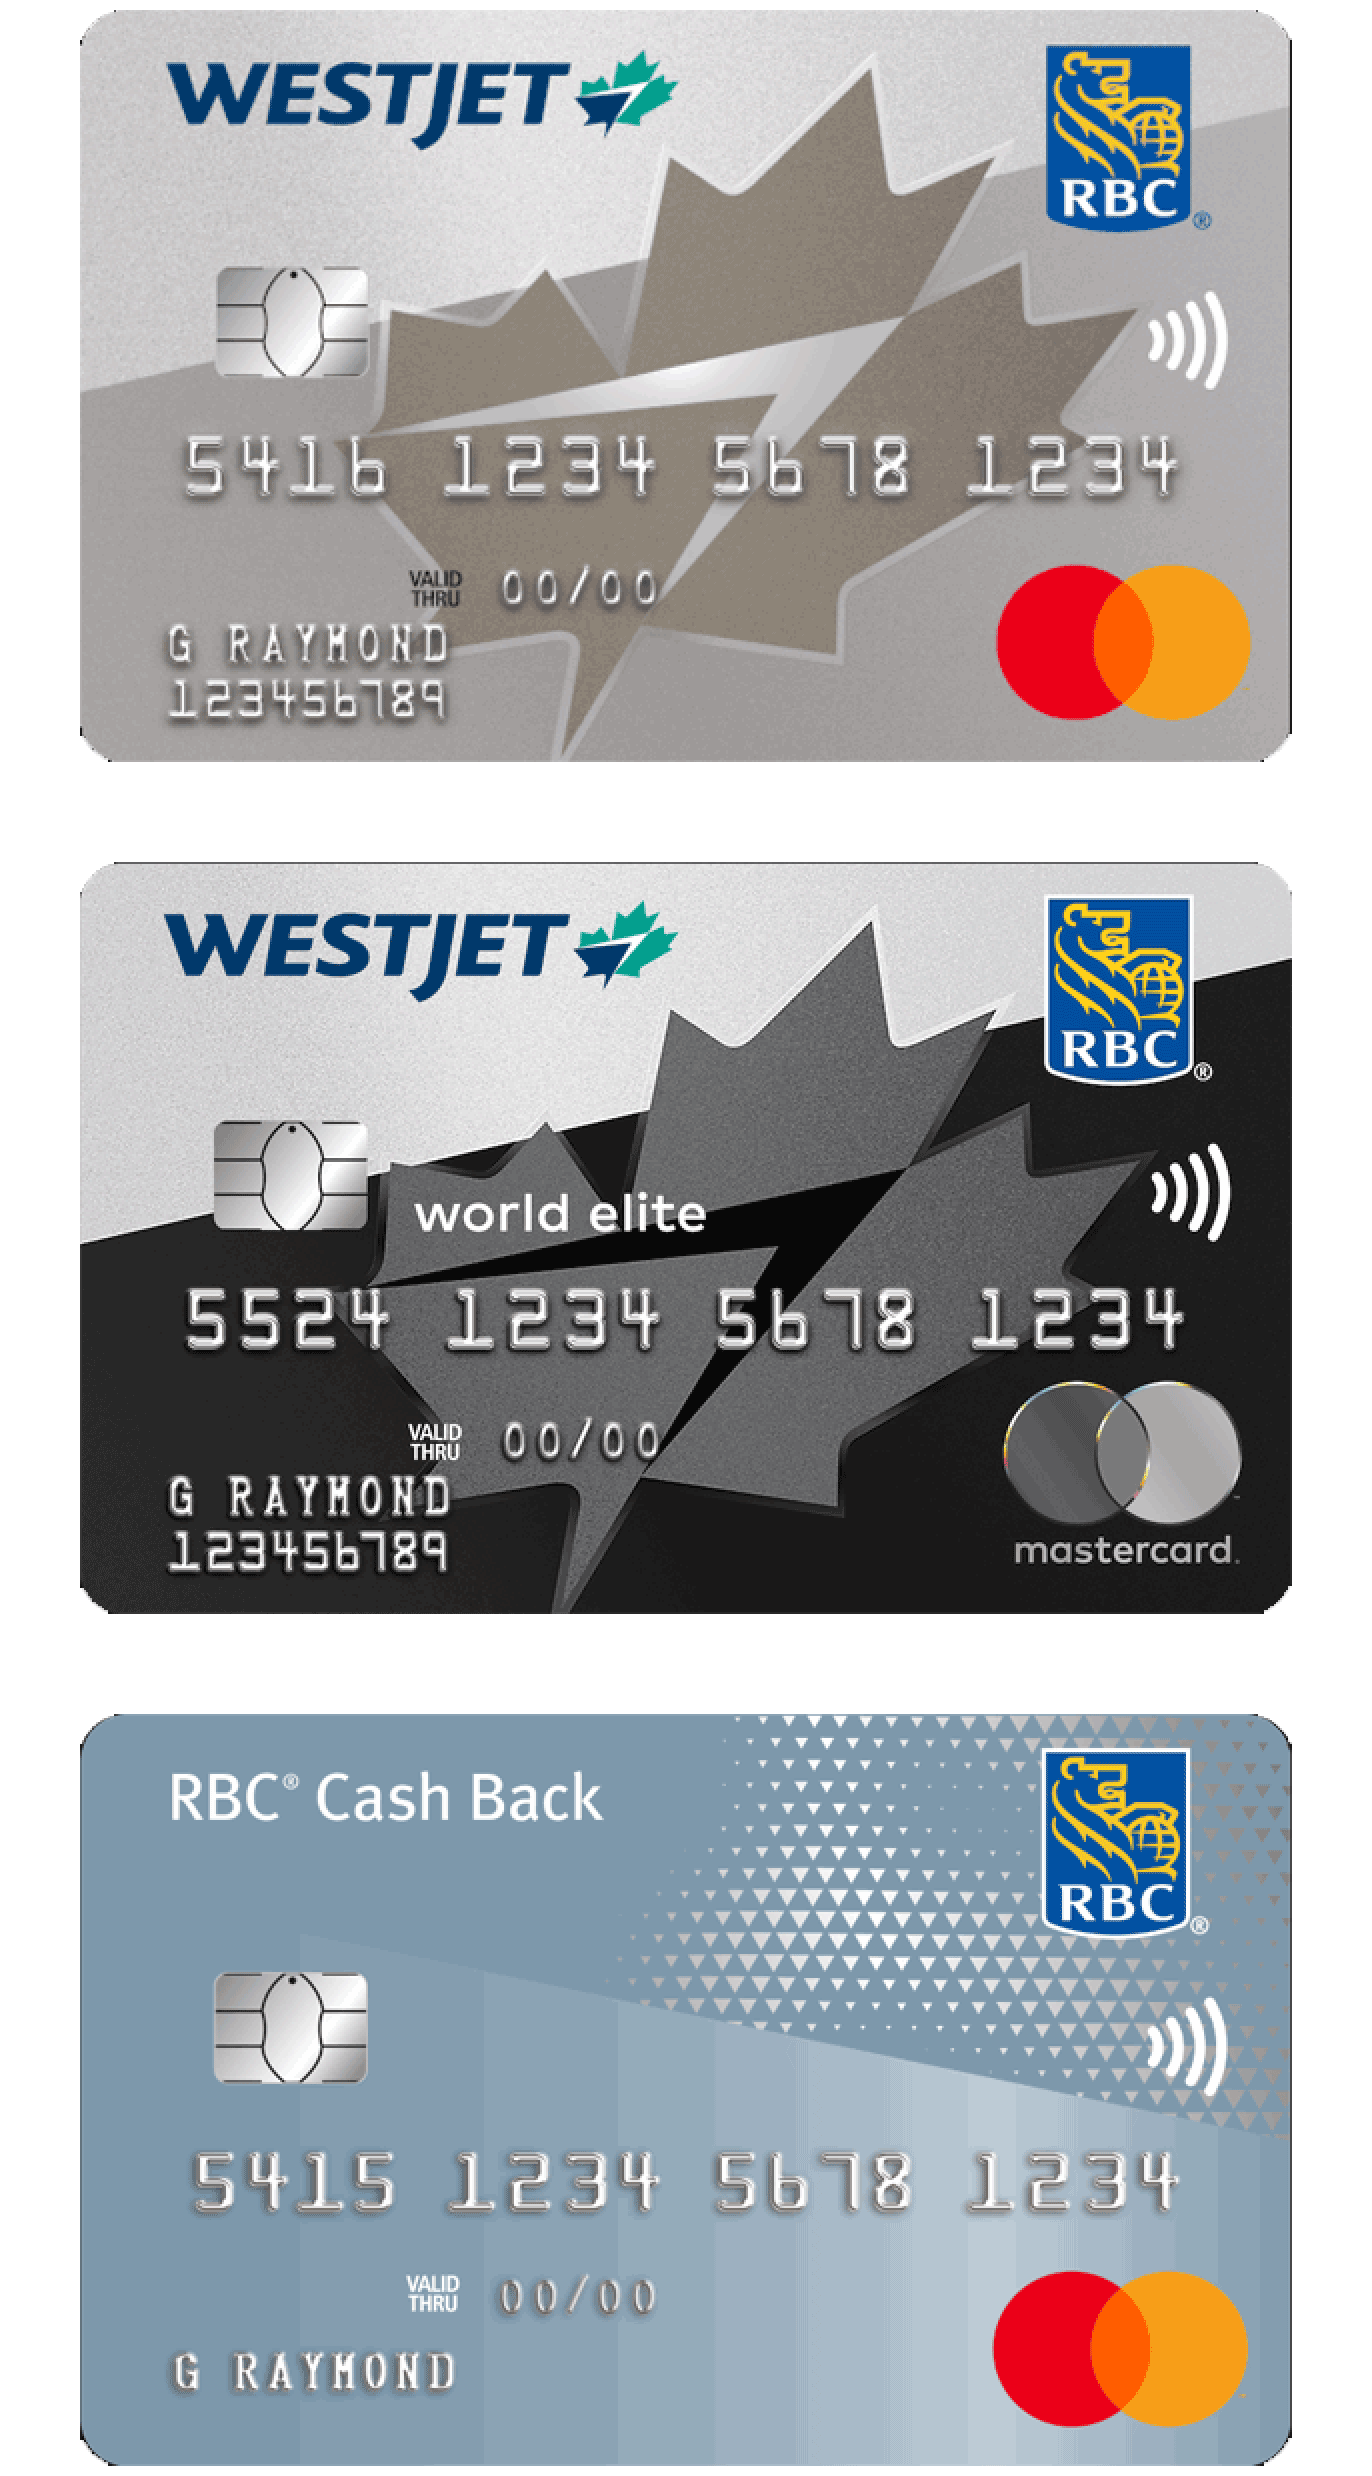 WESTJET
RBC®
5416 1234 5678 1234
VALID THRU 00/00
G RAYMOND
123456789
WESTJET
RBC®
world elite
5524 1234 5678 1234
VALID THRU 00/00
G RAYMOND
123456789
mastercard.
RBC® Cash Back
RBC®
5415 1234 5678 1234
VALID THRU 00/00
G RAYMOND